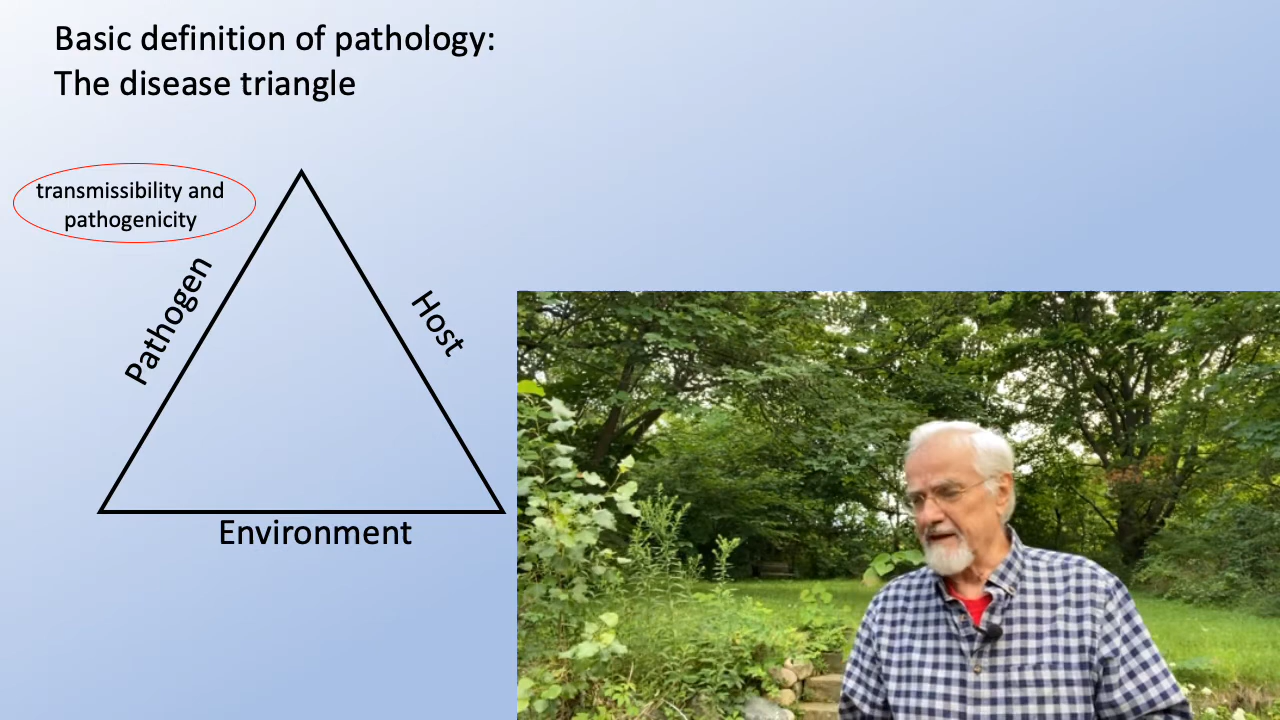 Basic definition of pathology:
The disease triangle
transmissibility and
pathogenicity
Pathogen
Host
Environment